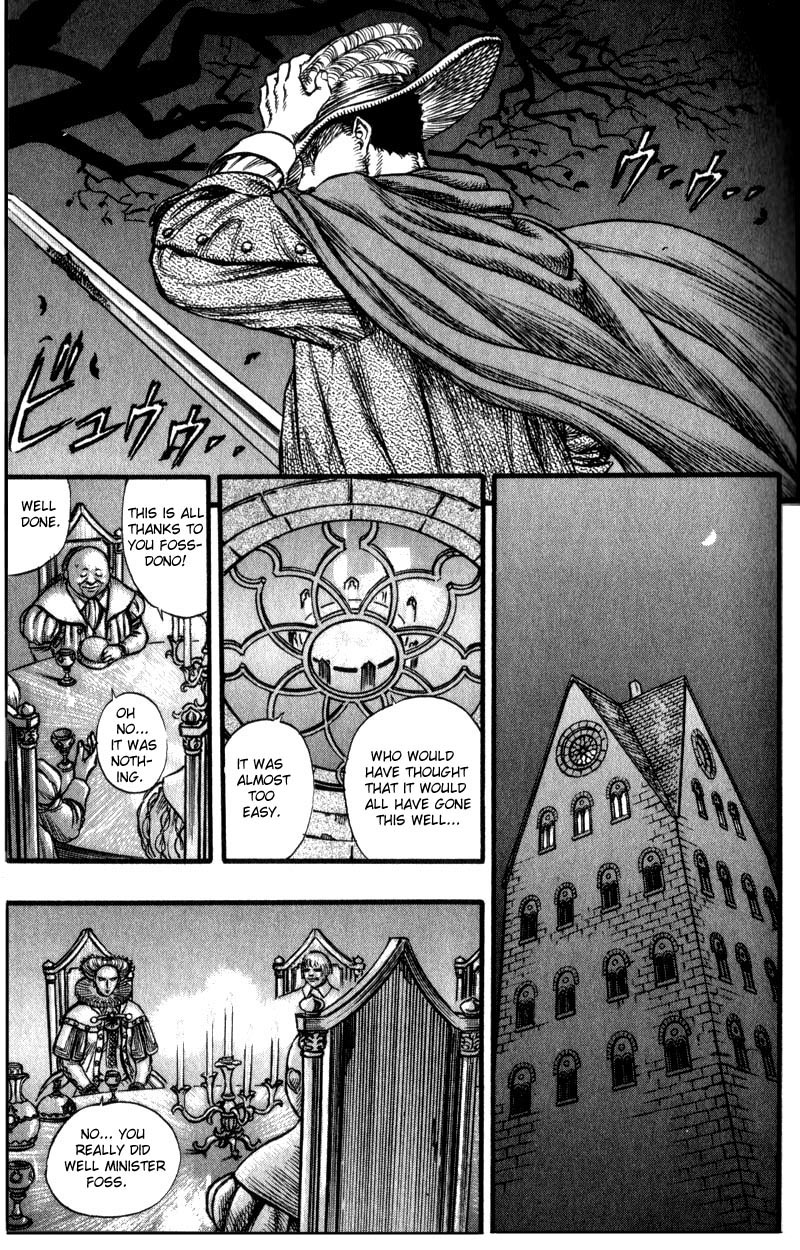 ウゥ・・
ビュウゥ・・
WHO WOULD
HAVE THOUGHT
THAT IT WOULD
ALL HAVE GONE
THIS WELL...
IT WAS
ALMOST
TOO
EASY.
THIS IS ALL
THANKS TO
YOU FOSS-
DONO!
WELL
DONE.
OH
NO...
IT WAS
NOTH-
ING.
NO... YOU
REALLY DID
WELL MINISTER
FOSS.